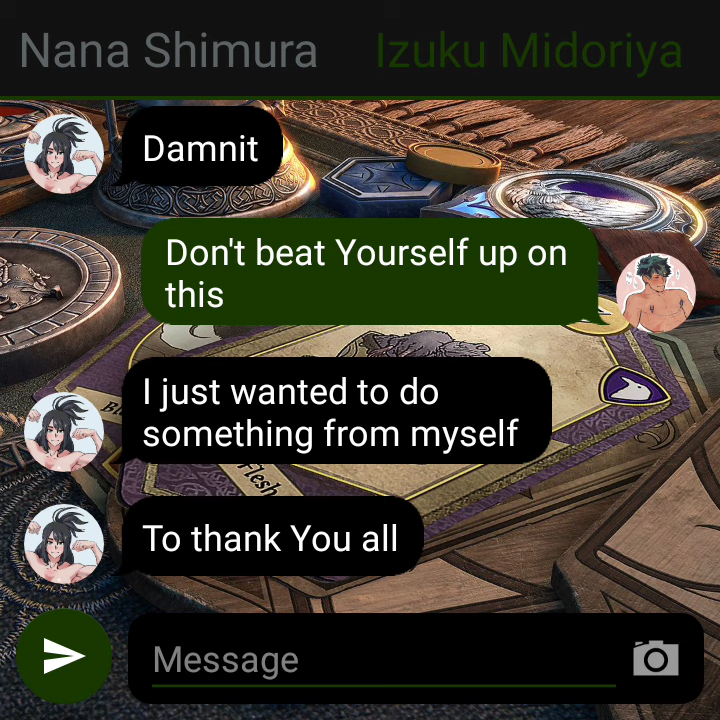 Nana Shimura Izuku Midoriya
Damnit
Don't beat Yourself up on
this
I just wanted to do
something from myself
Flesh
To thank You all
Message